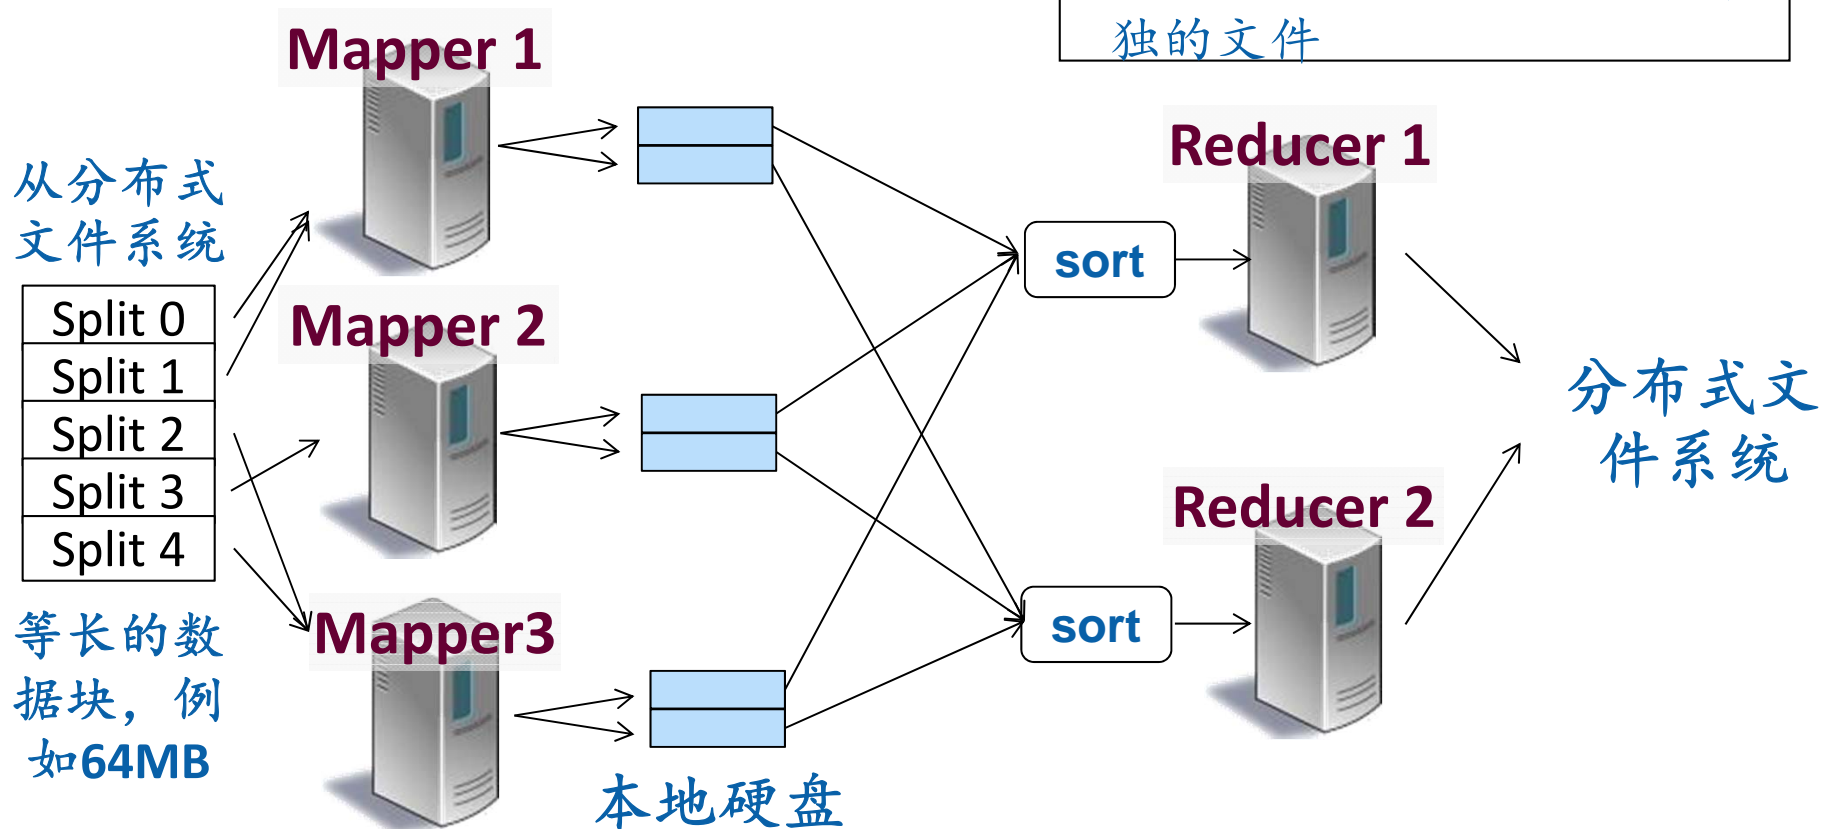 独的文件
Mapper 1
Reducer 1
从分布式
文件系统
sort
Split 0
Split 1
Split 2
Split 3
Split 4
Mapper 2
分布式文
件系统
Reducer 2
等长的数
据块，例
如64MB
Mapper3
sort
本地硬盘